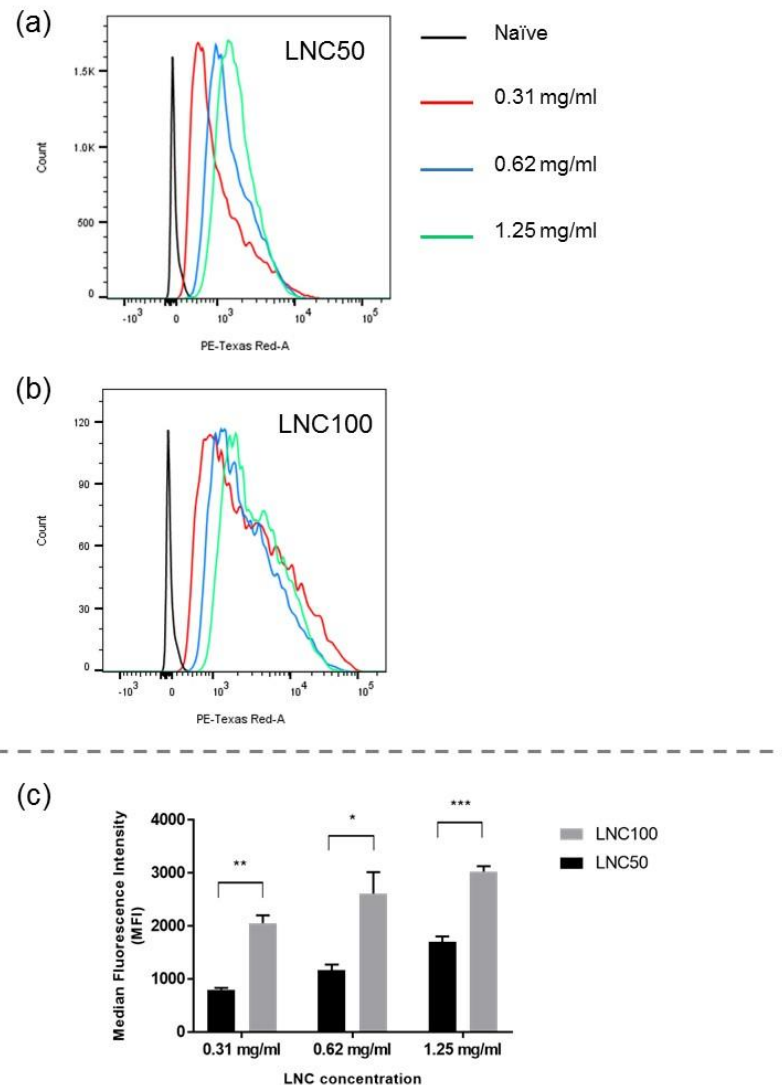 (a)
LNC50
1.5K
1.0K
500
0
Count
-10³ 0 10³ 10⁴ 10⁵
PE-Texas Red-A
Naïve
0.31 mg/ml
0.62 mg/ml
1.25 mg/ml
(b)
LNC100
120
90
60
30
0
Count
-10³ 0 10³ 10⁴ 10⁵
PE-Texas Red-A
(c)
4000
3000
2000
1000
0
Median Fluorescence Intensity
(MFI)
**
*
***
LNC100
LNC50
0.31 mg/ml 0.62 mg/ml 1.25 mg/ml
LNC concentration